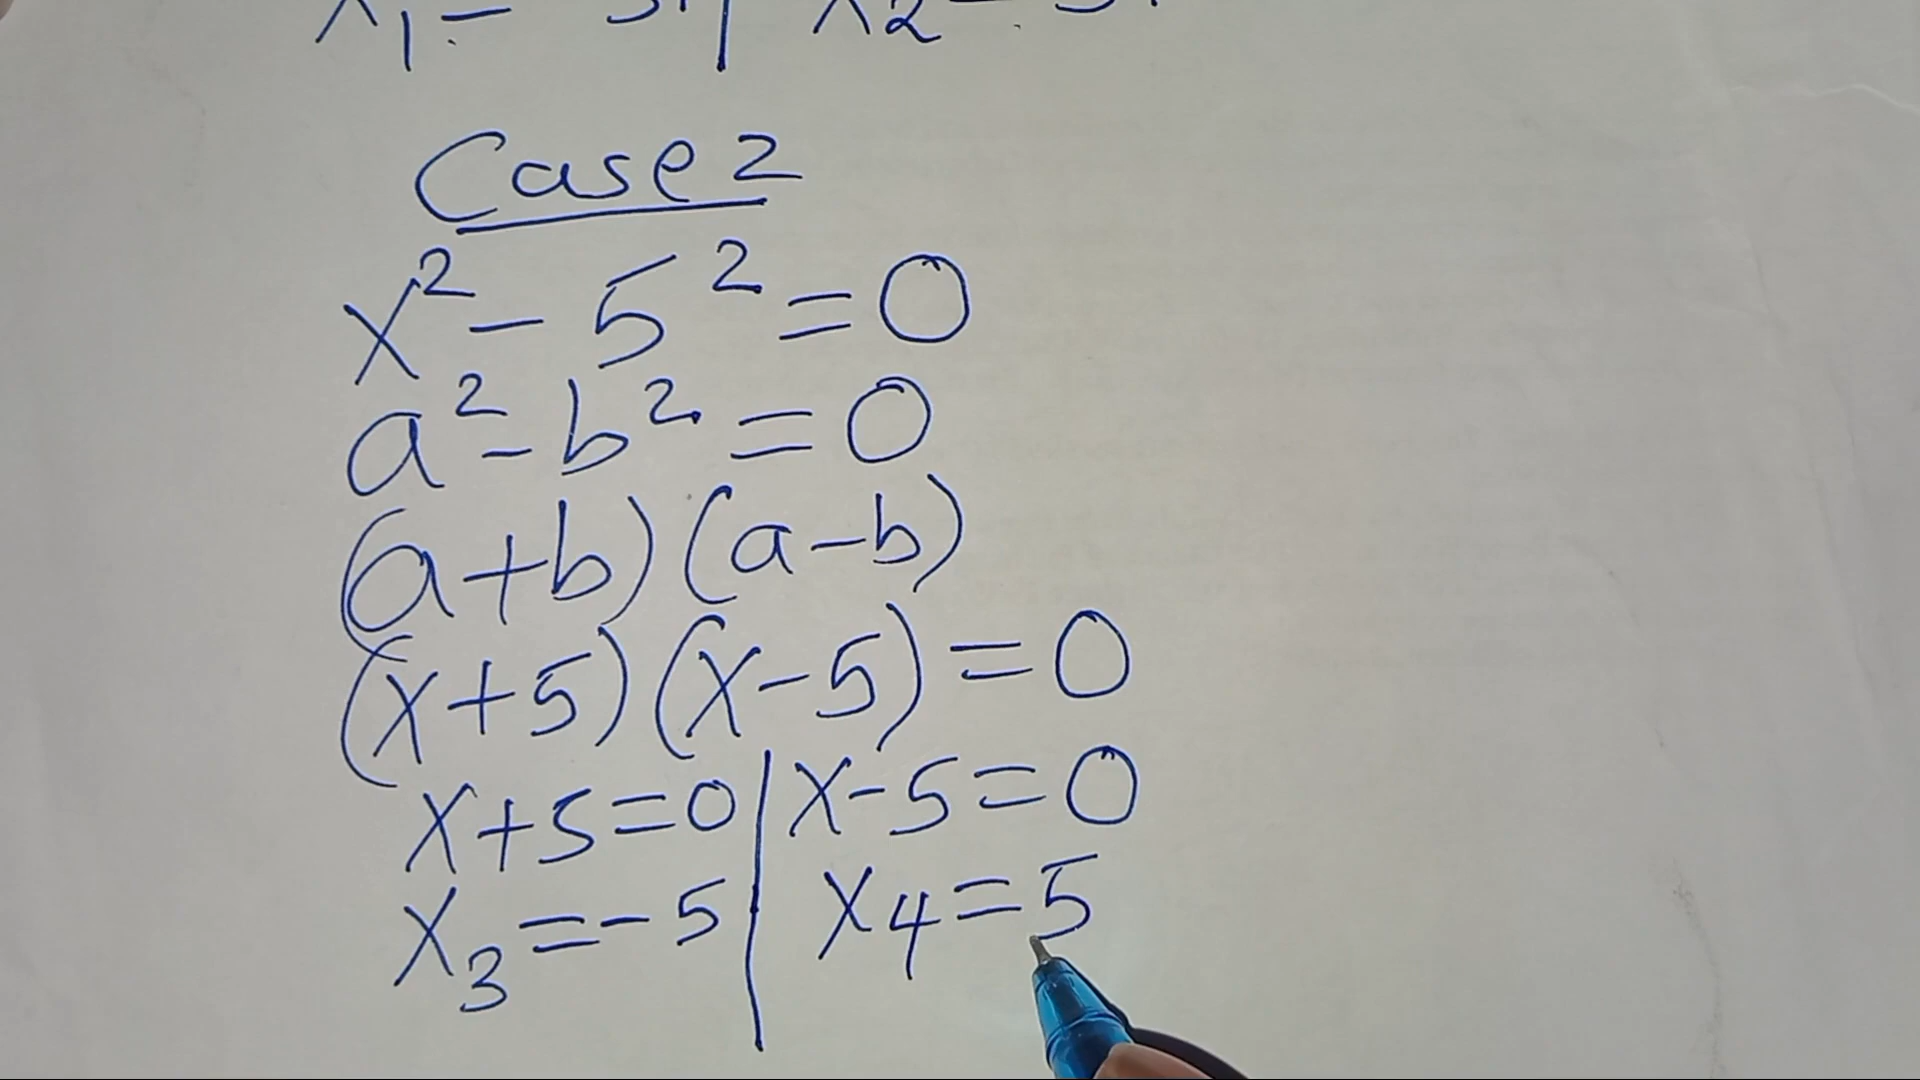 Case 2
x² - 5² = 0
a² - b² = 0
(a+b)(a-b)
(x+5)(x-5) = 0
x+5=0 | x-5=0
x₃ = -5 | x₄ = 5